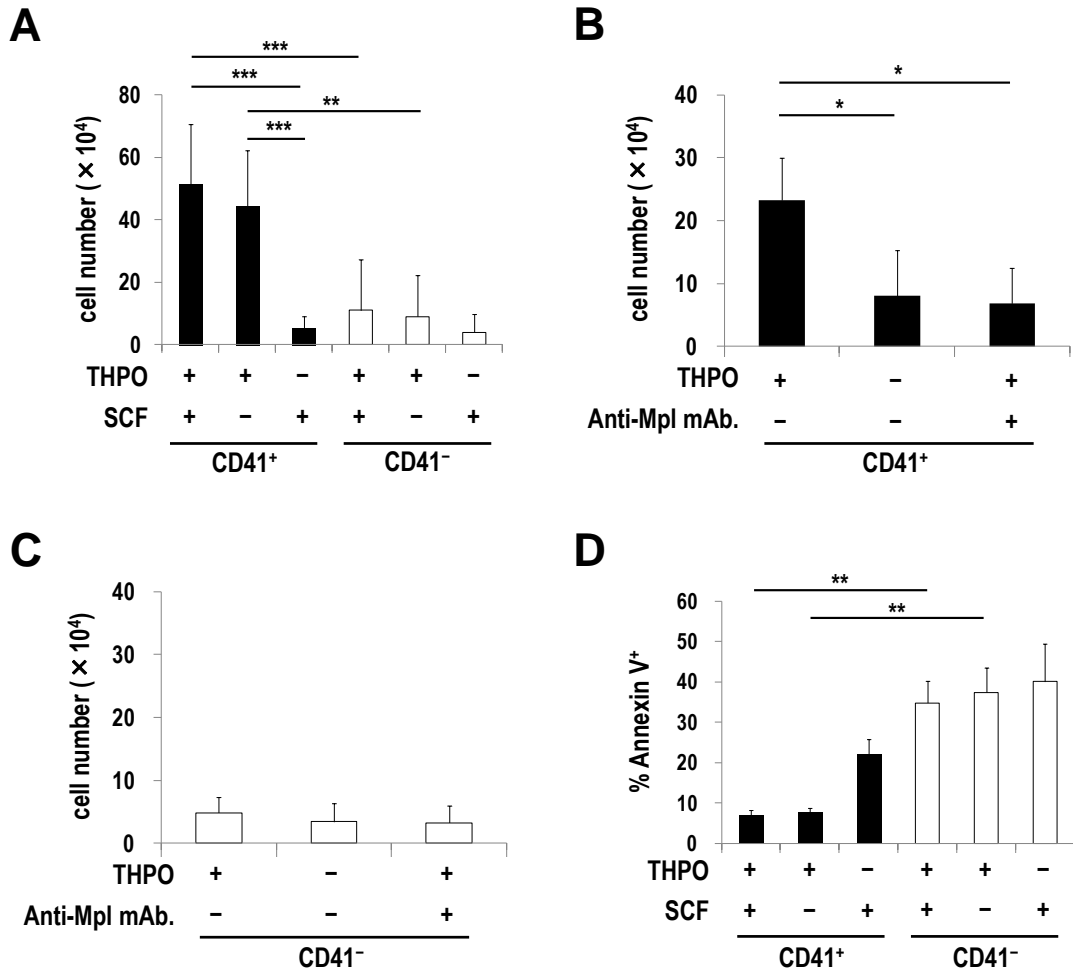 A
***
***
**
***
80
60
40
20
0
cell number (×10⁴)
THPO + + − + + −
SCF + − + + − +
CD41⁺ CD41⁻
B
*
*
40
30
20
10
0
cell number (×10⁴)
THPO + − +
Anti-Mpl mAb. − − +
CD41⁺
C
40
30
20
10
0
cell number (×10⁴)
THPO + − +
Anti-Mpl mAb. − − +
CD41⁻
D
**
**
60
50
40
30
20
10
0
% Annexin V⁺
THPO + + − + + −
SCF + − + + − +
CD41⁺ CD41⁻